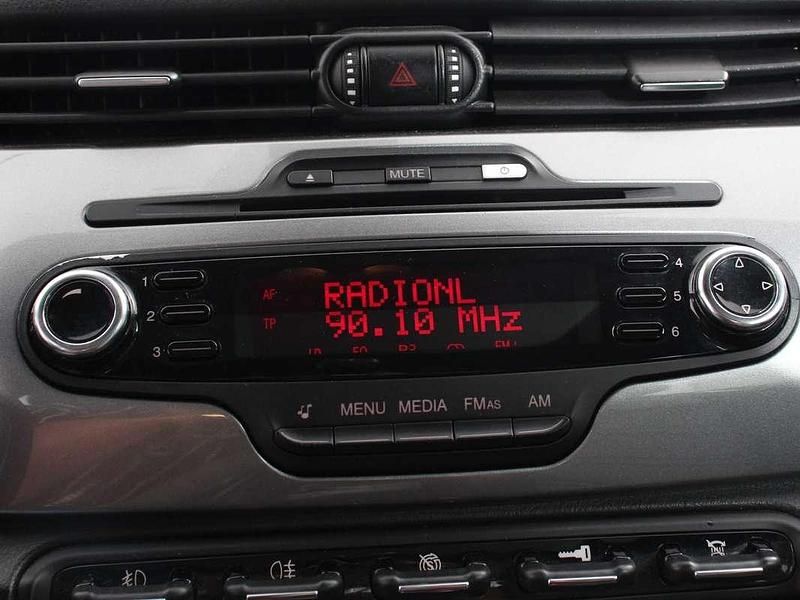 MUTE
1
2
3
4
5
6
AF
TP
RADIONL
90.10 MHz
MENU MEDIA FMAS AM